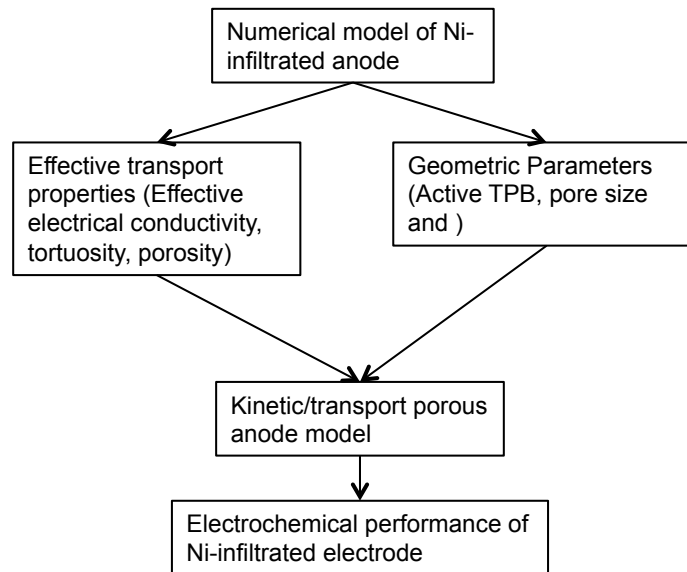 Numerical model of Ni-
infiltrated anode
Effective transport
properties (Effective
electrical conductivity,
tortuosity, porosity)
Geometric Parameters
(Active TPB, pore size
and )
Kinetic/transport porous
anode model
Electrochemical performance of
Ni-infiltrated electrode